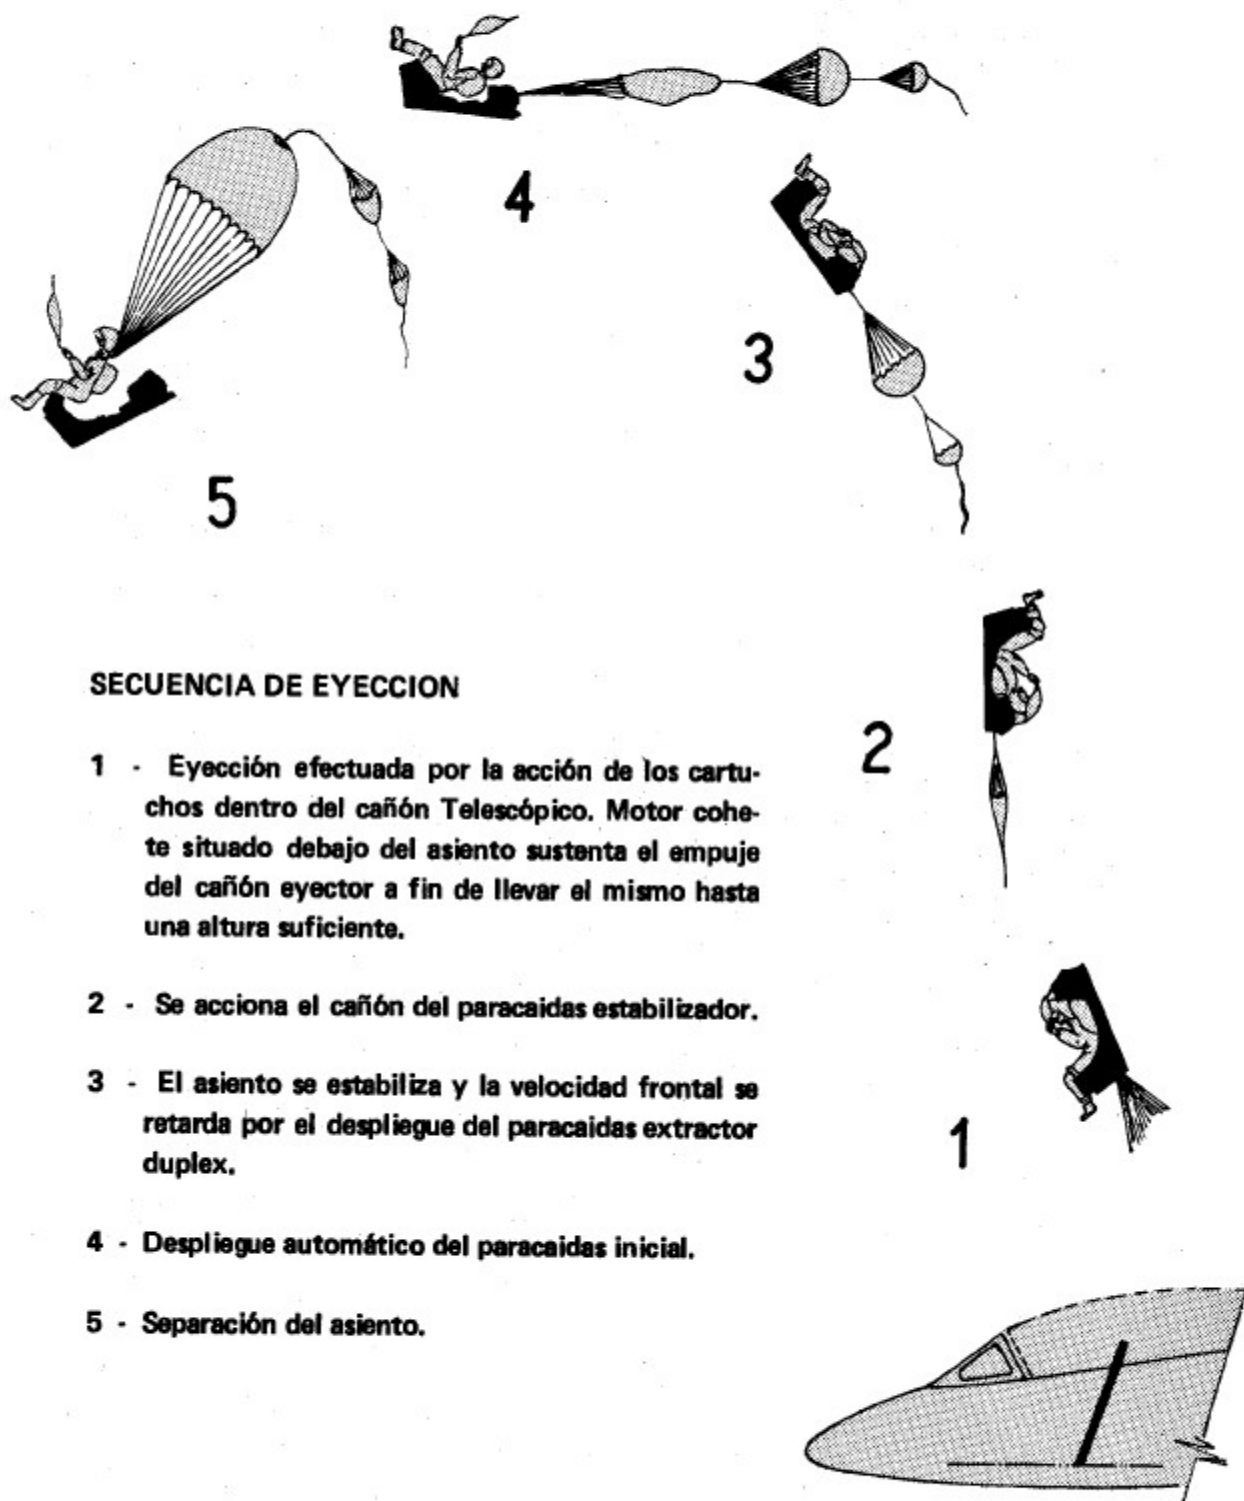 4
3
5
2
1
SECUENCIA DE EYECCION
1 - Eyección efectuada por la acción de los cartu-
chos dentro del cañón Telescópico. Motor cohe-
te situado debajo del asiento sustenta el empuje
del cañón eyector a fin de llevar el mismo hasta
una altura suficiente.
2 - Se acciona el cañón del paracaidas estabilizador.
3 - El asiento se estabiliza y la velocidad frontal se
retarda por el despliegue del paracaidas extractor
duplex.
4 - Despliegue automático del paracaidas inicial.
5 - Separación del asiento.